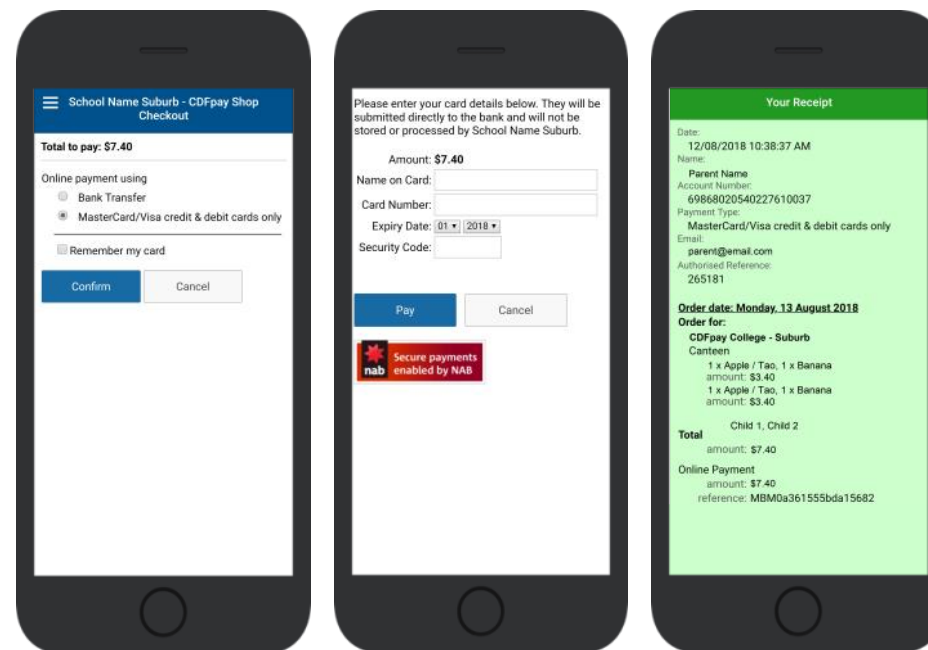 School Name Suburb - CDFpay Shop
Checkout
Total to pay: $7.40
Online payment using
Bank Transfer
MasterCard/Visa credit & debit cards only
Remember my card
Confirm
Cancel
Please enter your card details below. They will be
submitted directly to the bank and will not be
stored or processed by School Name Suburb.
Amount: $7.40
Name on Card:
Card Number:
Expiry Date: 01 2018
Security Code:
Pay
Cancel
nab
Secure payments
enabled by NAB
Your Receipt
Date:
12/08/2018 10:38:37 AM
Name:
Parent Name
Account Number:
69868020540227610037
Payment Type:
MasterCard/Visa credit & debit cards only
Email:
parent@email.com
Authorised Reference:
265181
Order date: Monday, 13 August 2018
Order for:
CDFpay College - Suburb
Canteen
1 x Apple / Tao, 1 x Banana
amount: $3.40
1 x Apple / Tao, 1 x Banana
amount: $3.40
Child 1, Child 2
Total
amount: $7.40
Online Payment
amount: $7.40
reference: MBM0a361555bda15682